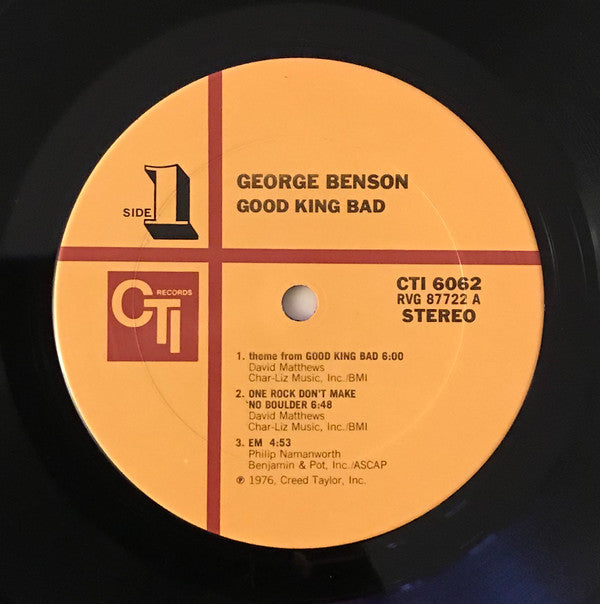 SIDE 1
GEORGE BENSON
GOOD KING BAD
CTI RECORDS
CTI 6062
RVG 87722 A
STEREO
1. theme from GOOD KING BAD 6:00
David Matthews
Char-Liz Music, Inc./BMI
2. ONE ROCK DON'T MAKE
NO BOULDER 6:48
David Matthews
Char-Liz Music, Inc./BMI
3. EM 4:53
Philip Namanworth
Benjamin & Pot, Inc./ASCAP
℗ 1976, Creed Taylor, Inc.